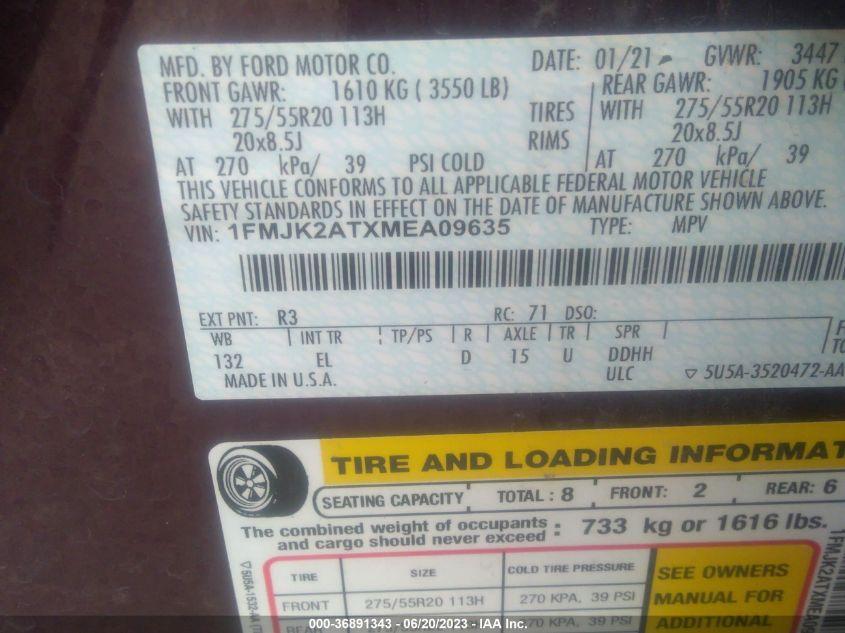 MFD. BY FORD MOTOR CO.
DATE: 01/21 GVWR: 3447
FRONT GAWR: 1610 KG ( 3550 LB)
REAR GAWR: 1905 KG
WITH 275/55R20 113H TIRES
WITH 275/55R20 113H
20x8.5J RIMS
20x8.5J
AT 270 kPa/ 39 PSI COLD
AT 270 kPa/ 39
THIS VEHICLE CONFORMS TO ALL APPLICABLE FEDERAL MOTOR VEHICLE
SAFETY STANDARDS IN EFFECT ON THE DATE OF MANUFACTURE SHOWN ABOVE.
VIN: 1FMJK2ATXMEA09635 TYPE: MPV
EXT PNT: R3 RC: 71 DSO:
WB INT TR TP/PS R AXLE TR SPR
132 EL D 15 U DDHH
MADE IN U.S.A. ULC 5U5A-3520472-AA
TIRE AND LOADING INFORMAT
SEATING CAPACITY TOTAL : 8 FRONT: 2 REAR: 6
The combined weight of occupants
and cargo should never exceed : 733 kg or 1616 lbs.
TIRE SIZE COLD TIRE PRESSURE
FRONT 275/55R20 113H 270 KPA, 39 PSI
REAR 270 KPA, 39 PSI
SEE OWNERS
MANUAL FOR
ADDITIONAL
000-36891343 - 06/20/2023 - IAA Inc.